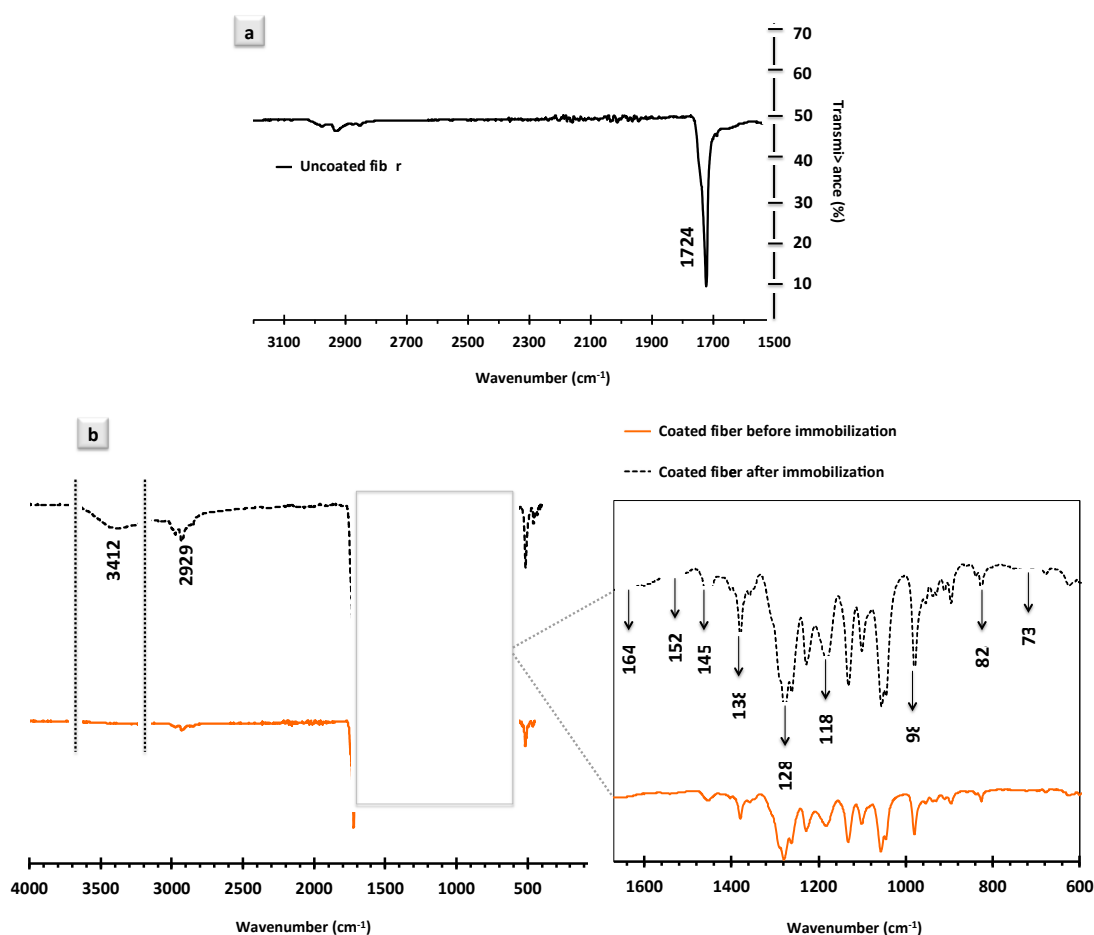 a
70
60
50
40
30
20
10
Transmi> ance (%)
Uncoated fib r
1724
3100 2900 2700 2500 2300 2100 1900 1700 1500
Wavenumber (cm-1)
b
Coated fiber before immobilization
Coated fiber after immobilization
3412
2929
164
152
145
138
128
118
98
82
73
4000 3500 3000 2500 2000 1500 1000 500
Wavenumber (cm-1)
1600 1400 1200 1000 800 600
Wavenumber (cm-1)